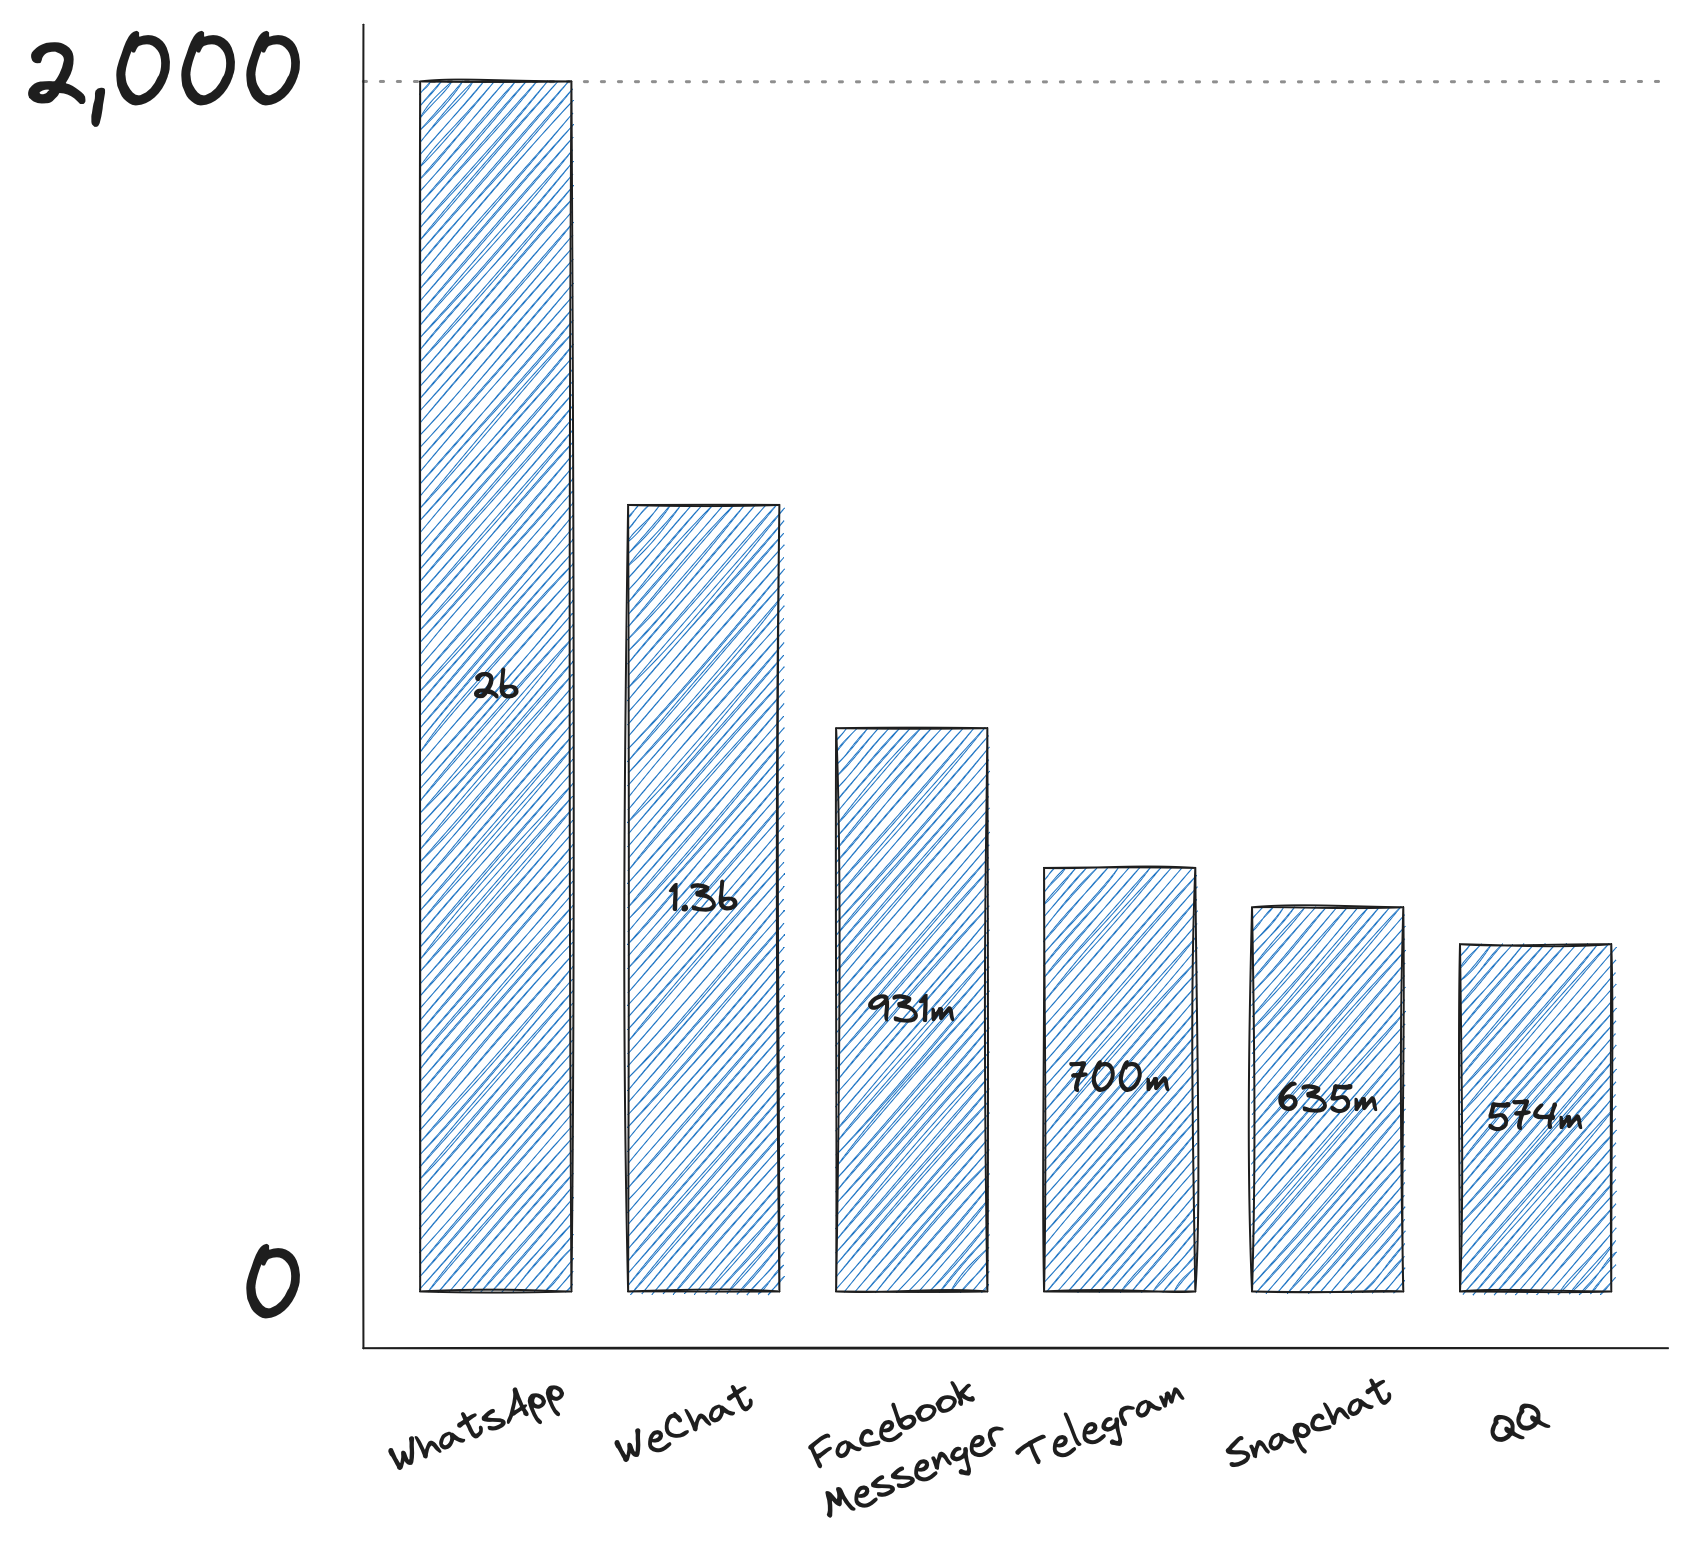 2,000
2b
1.3b
931m
700m
635m
574m
0
WhatsApp
WeChat
Facebook
Messenger
Telegram
Snapchat
QQ